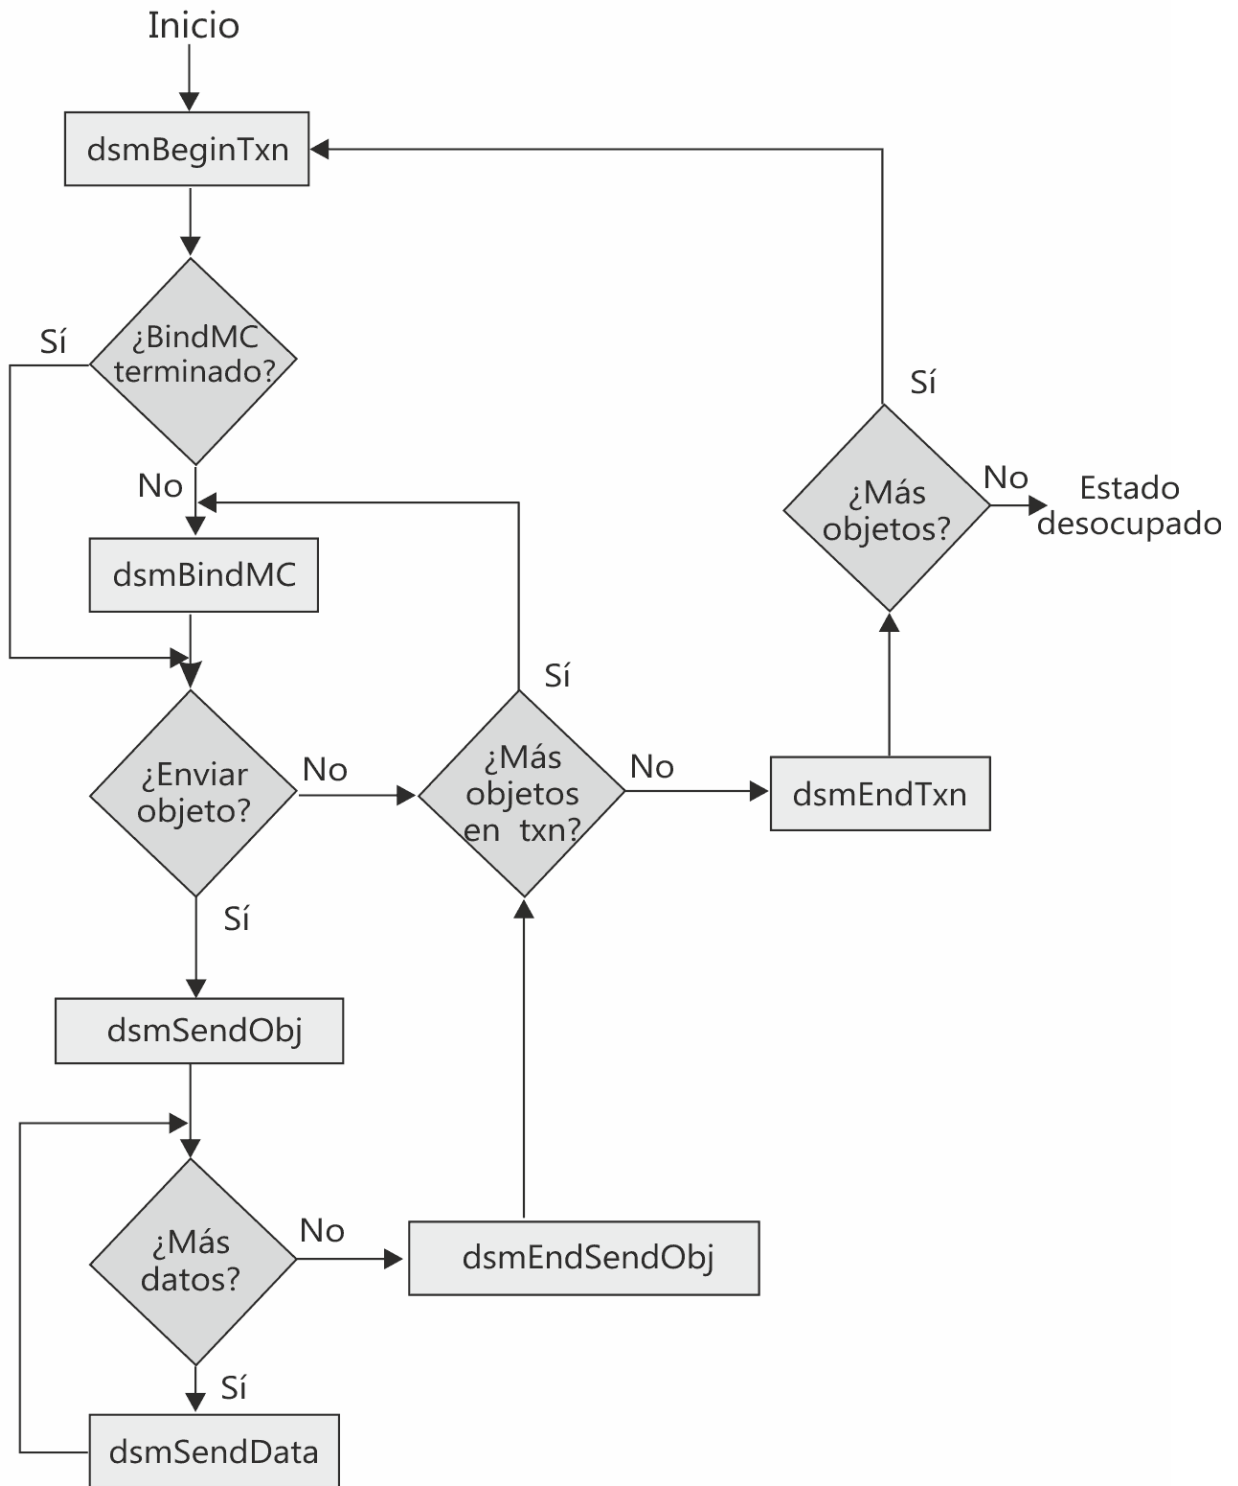 Inicio
dsmBeginTxn
Sí
¿BindMC
terminado?
No
dsmBindMC
¿Enviar
objeto?
No
Sí
¿Más
objetos
en txn?
Sí
No
dsmEndTxn
¿Más
objetos?
Sí
No
Estado
desocupado
dsmSendObj
¿Más
datos?
No
dsmEndSendObj
Sí
dsmSendData